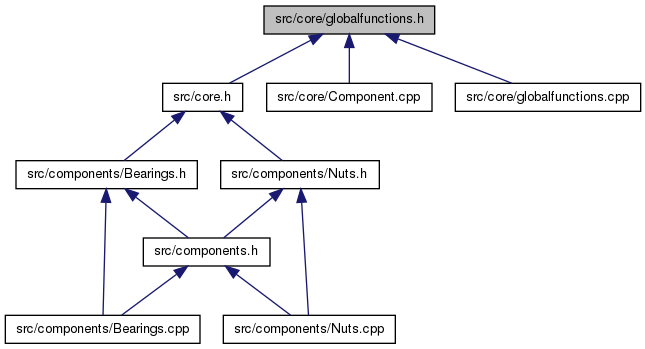 src/core/globalfunctions.h
src/core.h
src/core/Component.cpp
src/core/globalfunctions.cpp
src/components/Bearings.h
src/components/Nuts.h
src/components.h
src/components/Bearings.cpp
src/components/Nuts.cpp